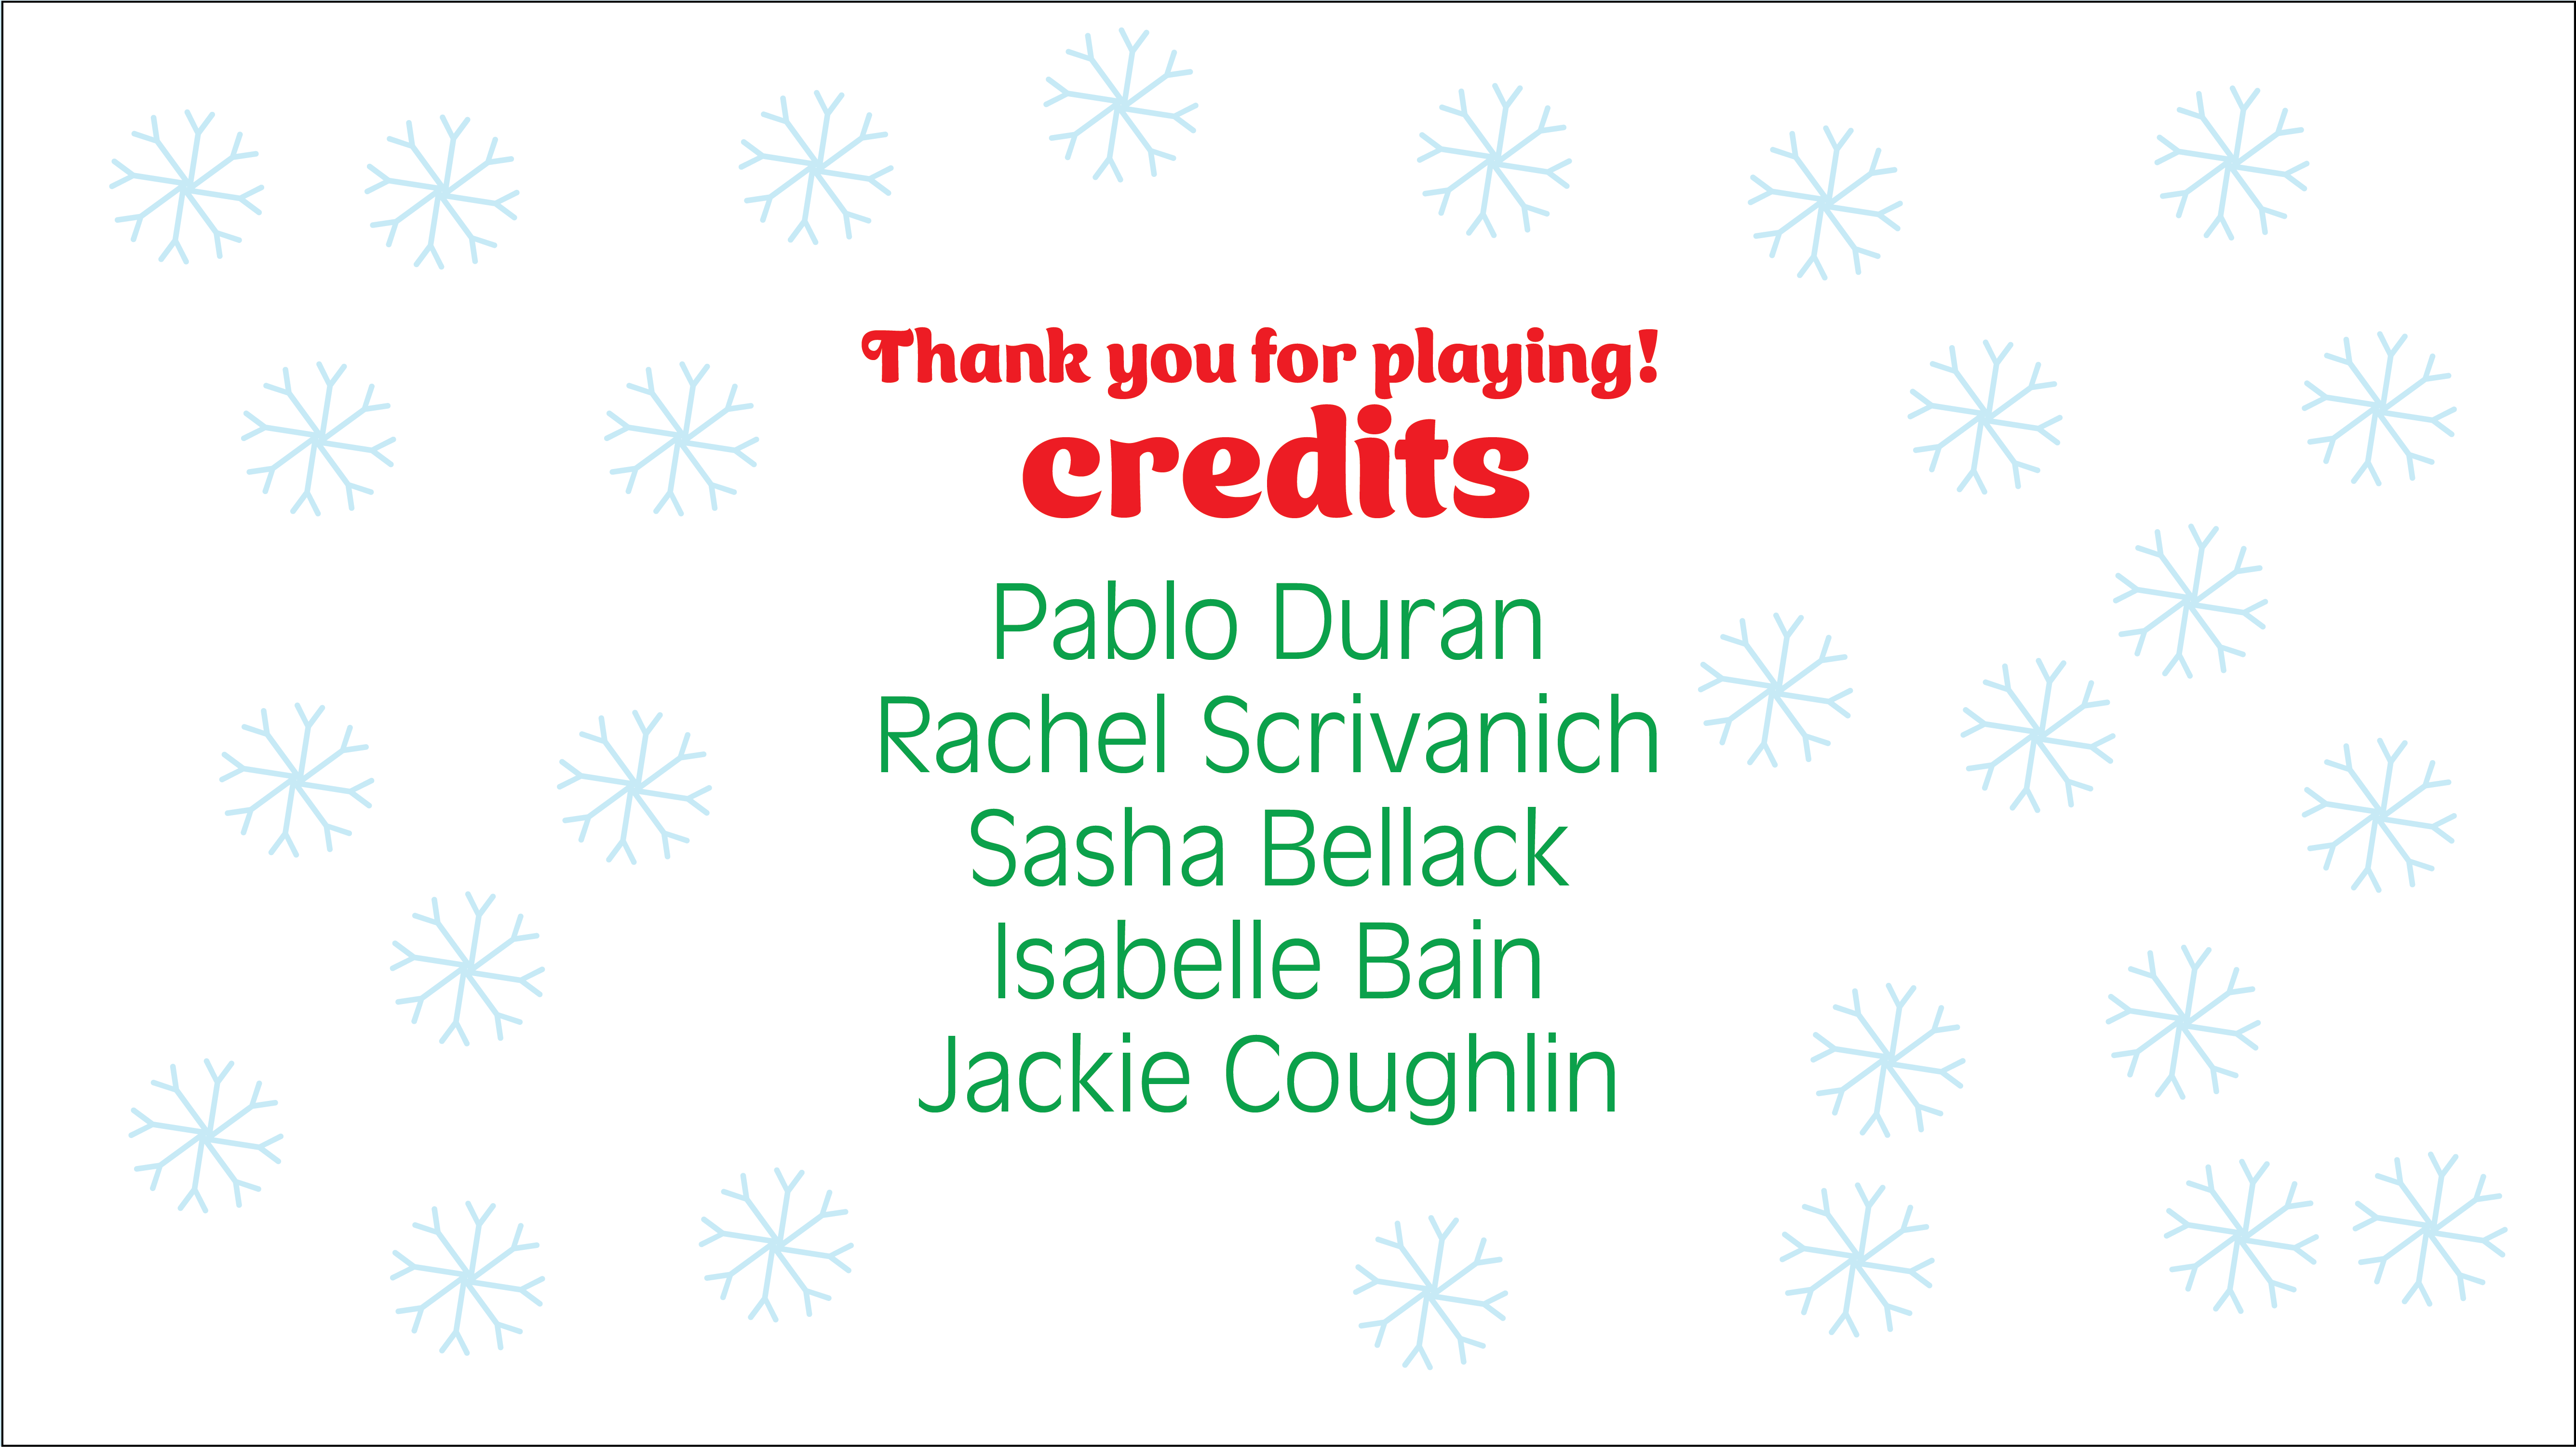 Thank you for playing!
credits
Pablo Duran
Rachel Scrivanich
Sasha Bellack
Isabelle Bain
Jackie Coughlin